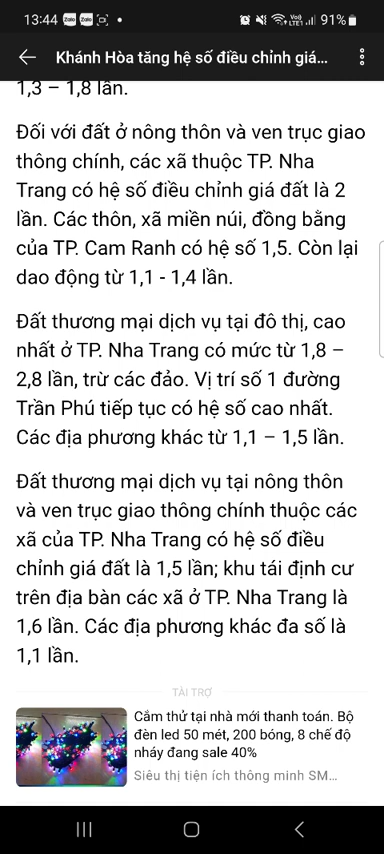 13:44 Zalo Zalo VoJ) LTE1 91%
Khánh Hòa tăng hệ số điều chỉnh giá...
1,3 – 1,8 lần.
Đối với đất ở nông thôn và ven trục giao
thông chính, các xã thuộc TP. Nha
Trang có hệ số điều chỉnh giá đất là 2
lần. Các thôn, xã miền núi, đồng bằng
của TP. Cam Ranh có hệ số 1,5. Còn lại
dao động từ 1,1 - 1,4 lần.
Đất thương mại dịch vụ tại đô thị, cao
nhất ở TP. Nha Trang có mức từ 1,8 –
2,8 lần, trừ các đảo. Vị trí số 1 đường
Trần Phú tiếp tục có hệ số cao nhất.
Các địa phương khác từ 1,1 – 1,5 lần.
Đất thương mại dịch vụ tại nông thôn
và ven trục giao thông chính thuộc các
xã của TP. Nha Trang có hệ số điều
chỉnh giá đất là 1,5 lần; khu tái định cư
trên địa bàn các xã ở TP. Nha Trang là
1,6 lần. Các địa phương khác đa số là
1,1 lần.
TÀI TRỢ
Cắm thử tại nhà mới thanh toán. Bộ
đèn led 50 mét, 200 bóng, 8 chế độ
nháy đang sale 40%
Siêu thị tiện ích thông minh SM...